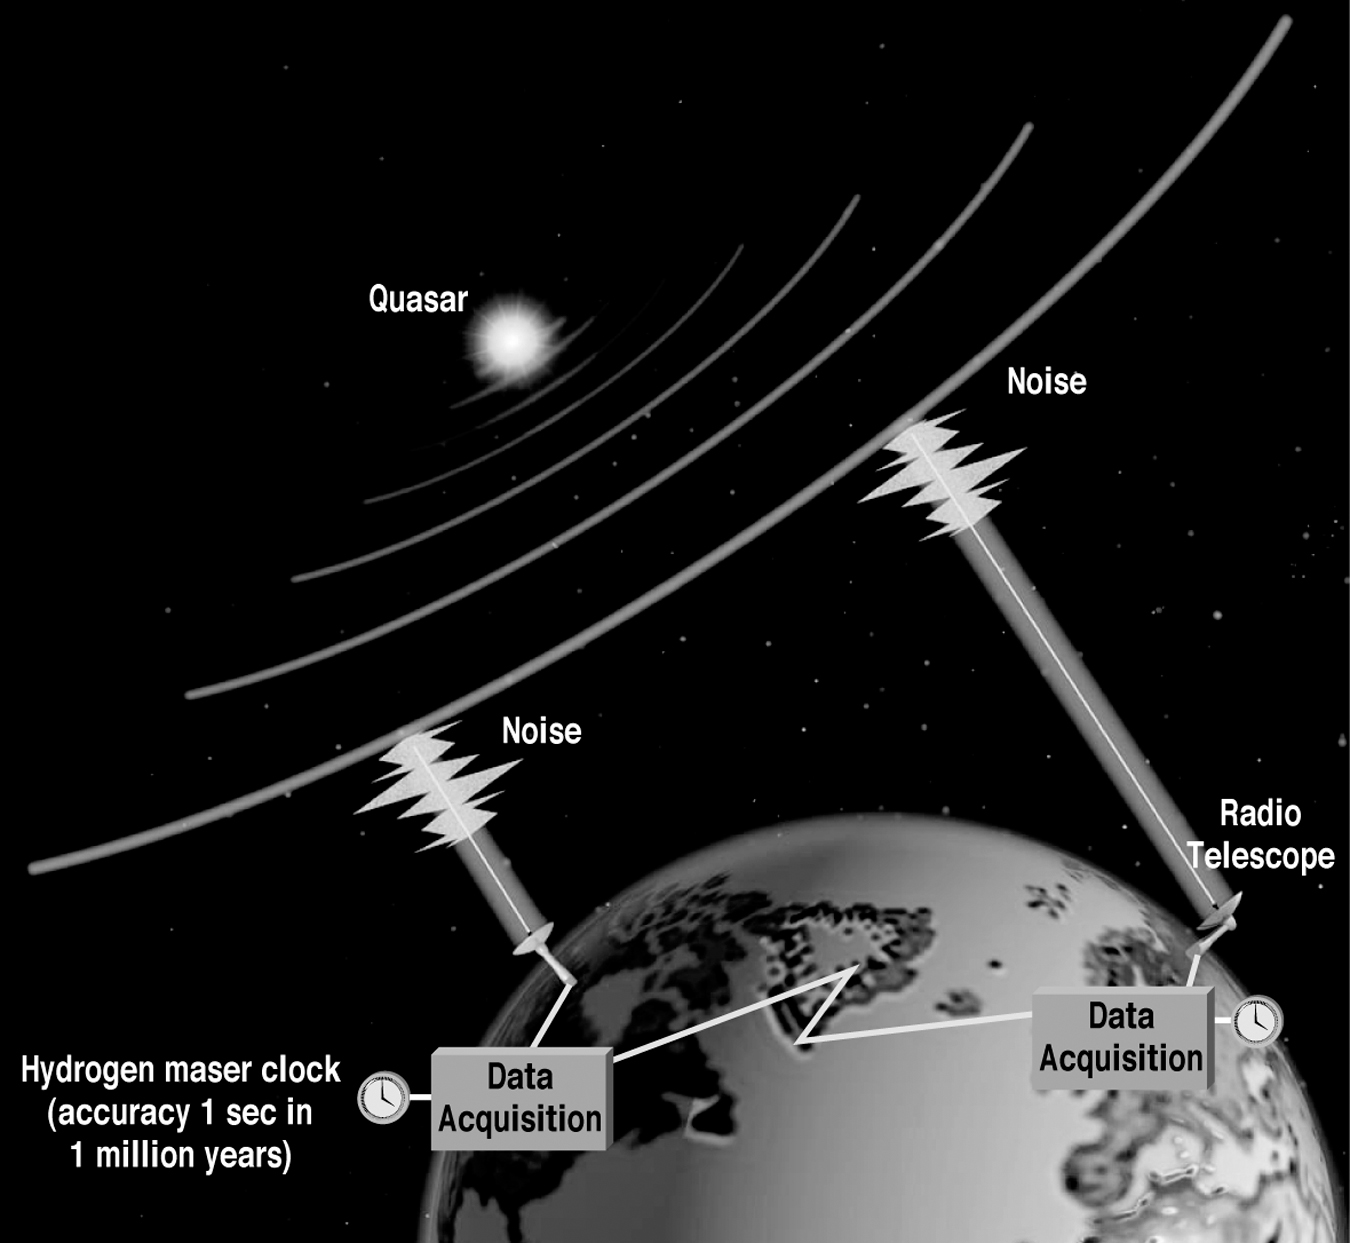 Quasar
Noise
Noise
Radio
Telescope
Data
Acquisition
Hydrogen maser clock
(accuracy 1 sec in
1 million years)
Data
Acquisition